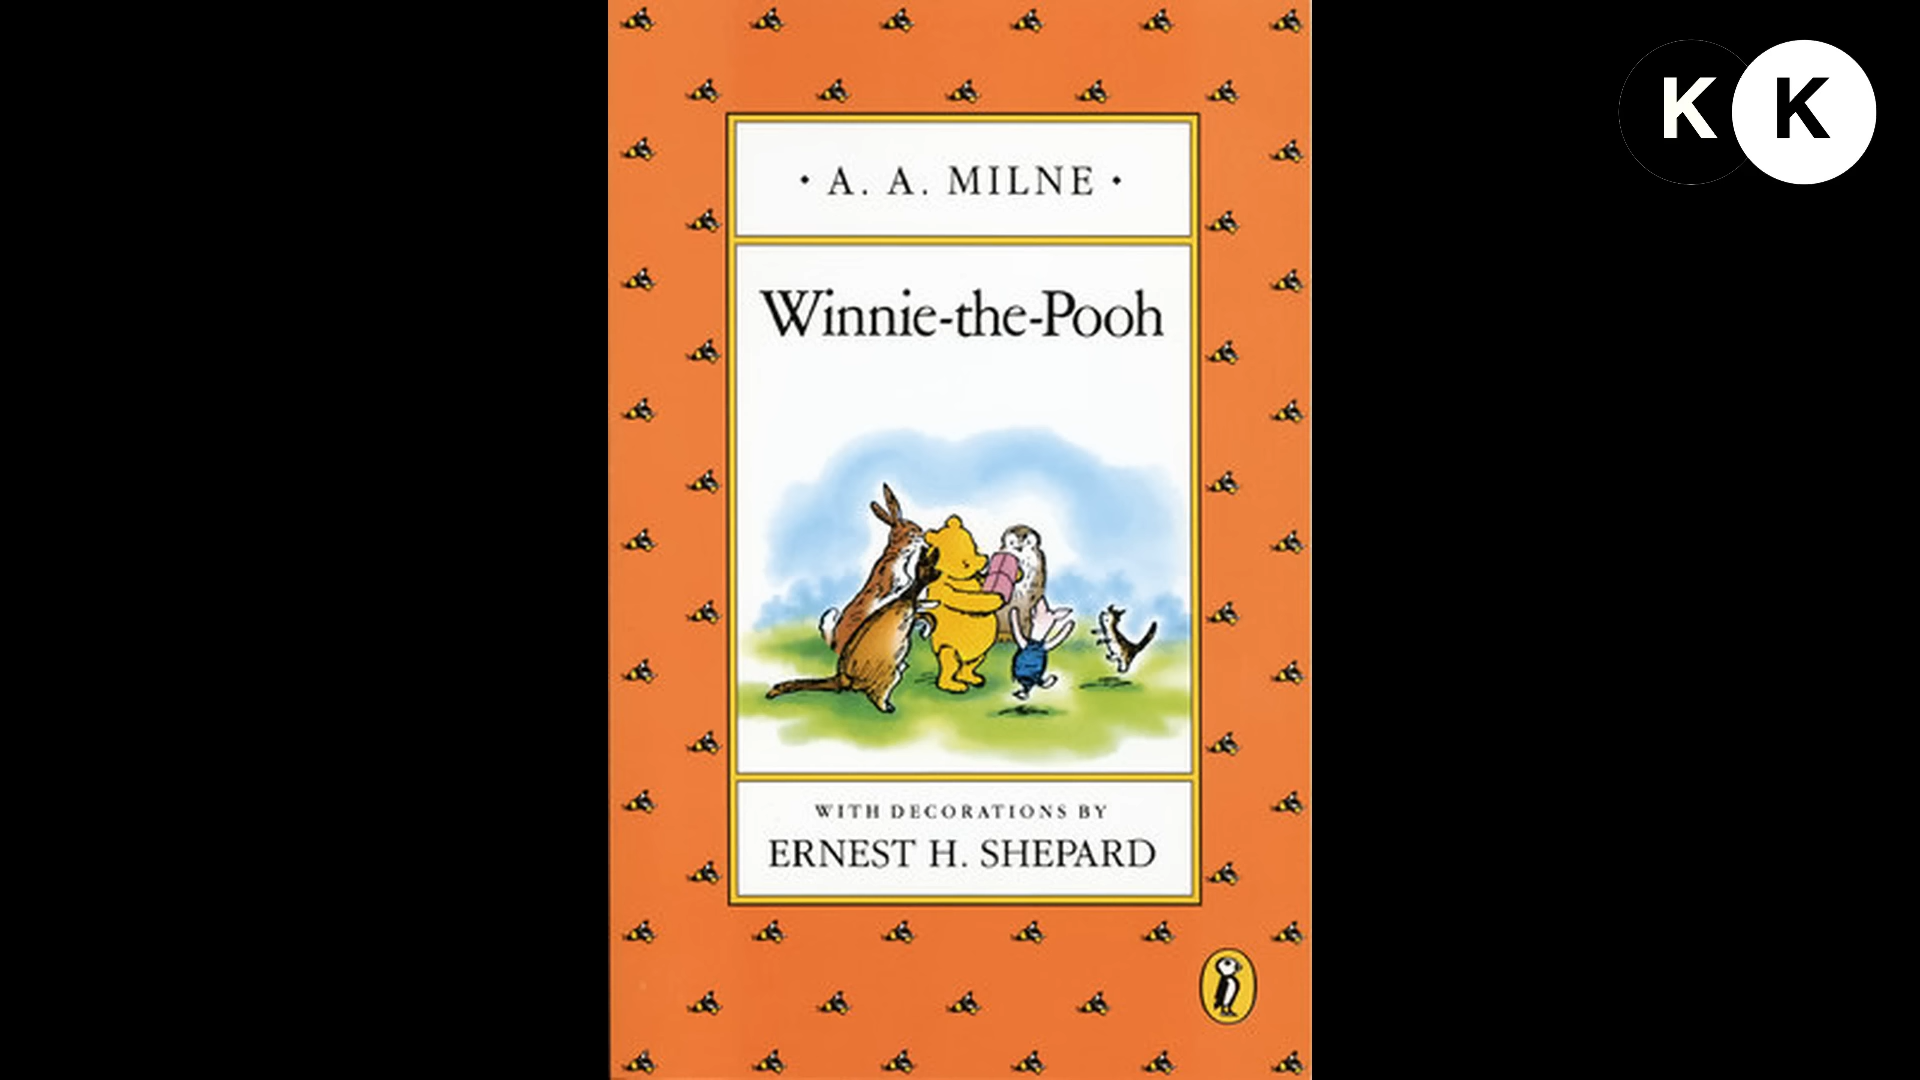 K K
· A. A. MILNE ·
Winnie-the-Pooh
WITH DECORATIONS BY
ERNEST H. SHEPARD